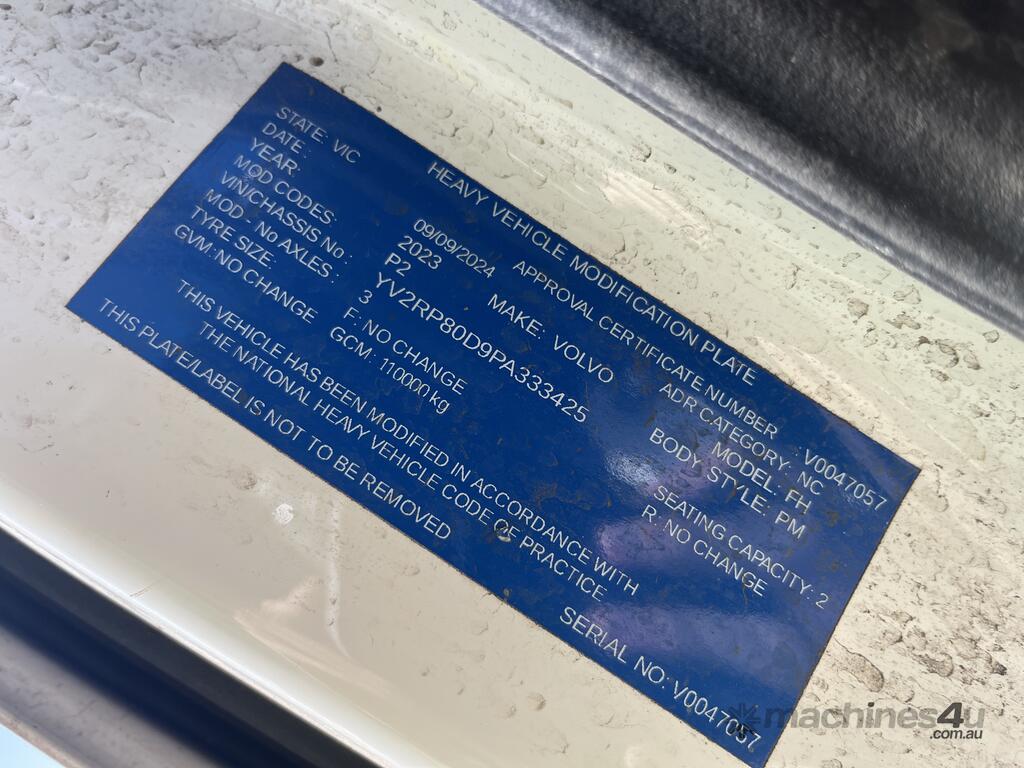 HEAVY VEHICLE MODIFICATION PLATE
STATE: VIC APPROVAL CERTIFICATE NUMBER : V0047057
DATE: 09/09/2024 ADR CATEGORY: NC
YEAR: 2023 MAKE: VOLVO MODEL: FH
MOD CODES: P2 BODY STYLE: PM
VIN/CHASSIS No : YV2RP80D9PA333425
MOD - No AXLES : 3 SEATING CAPACITY: 2
TYRE SIZE F: NO CHANGE R: NO CHANGE
GVM:NO CHANGE GCM : 110000 kg
THIS VEHICLE HAS BEEN MODIFIED IN ACCORDANCE WITH
THE NATIONAL HEAVY VEHICLE CODE OF PRACTICE
THIS PLATE/LABEL IS NOT TO BE REMOVED SERIAL NO: V0047057
machines4u
.com.au